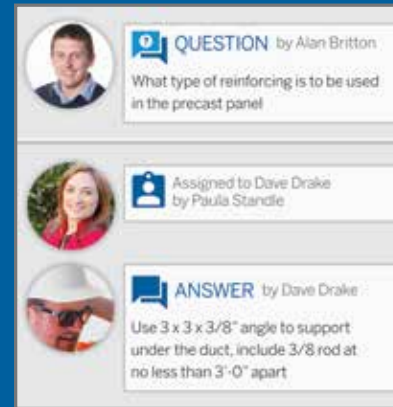 QUESTION by Alan Britton
What type of reinforcing is to be used
in the precast panel
Assigned to Dave Drake
by Paula Standle
ANSWER by Dave Drake
Use 3 x 3 x 3/8" angle to support
under the duct, include 3/8 rod at
no less than 3'-0" apart